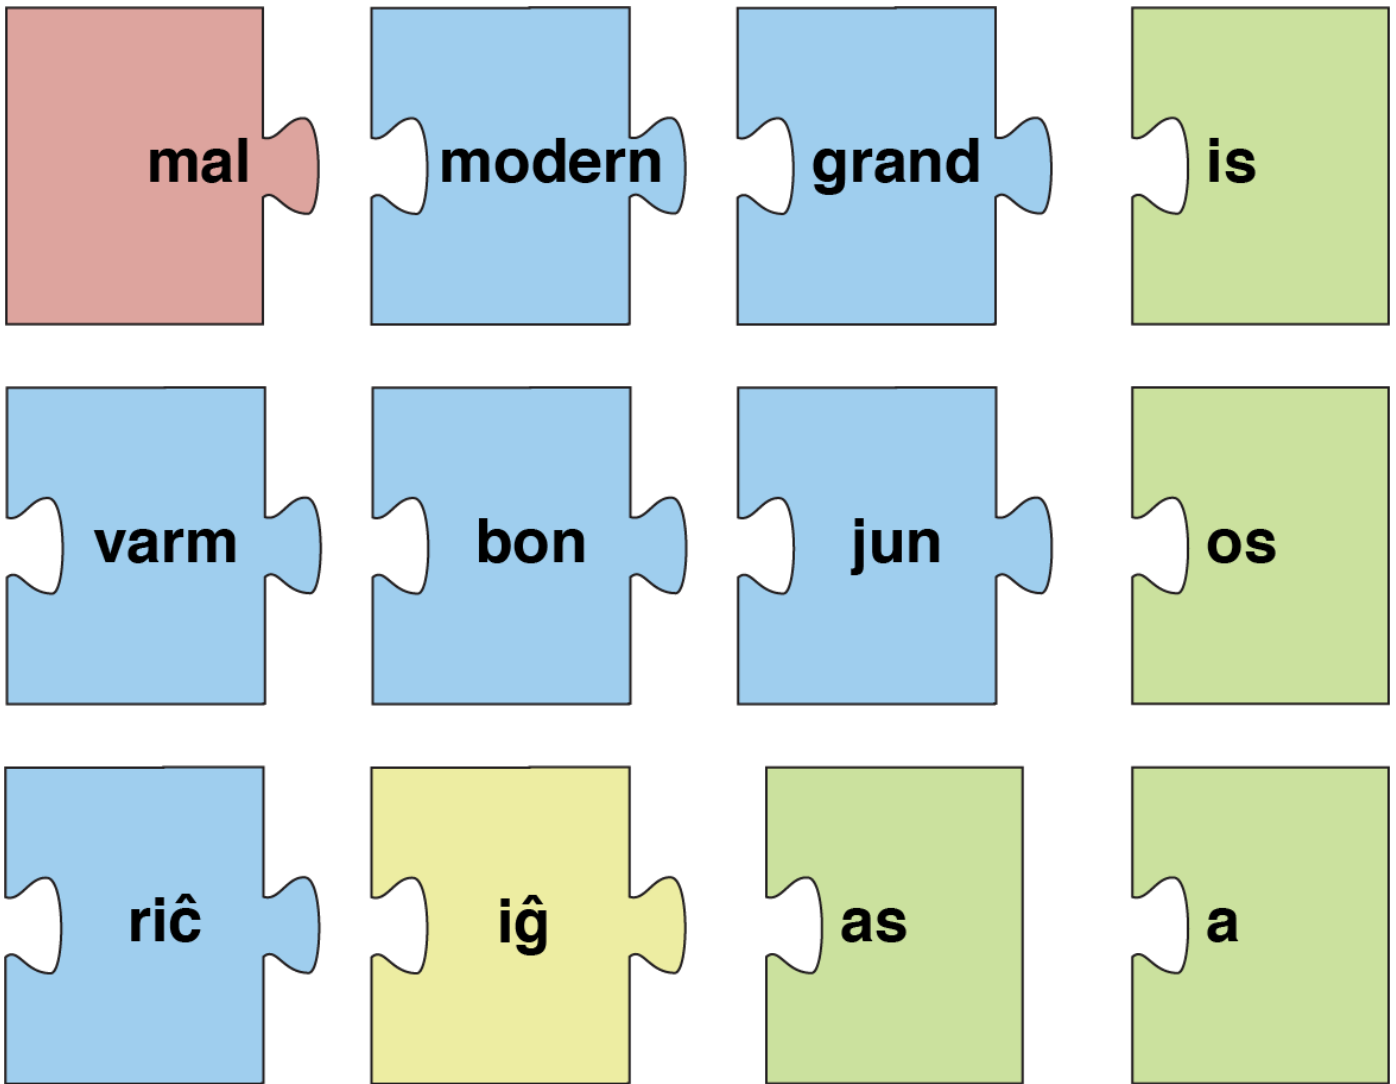 mal modern grand is
varm bon jun os
riĉ iĝ as a